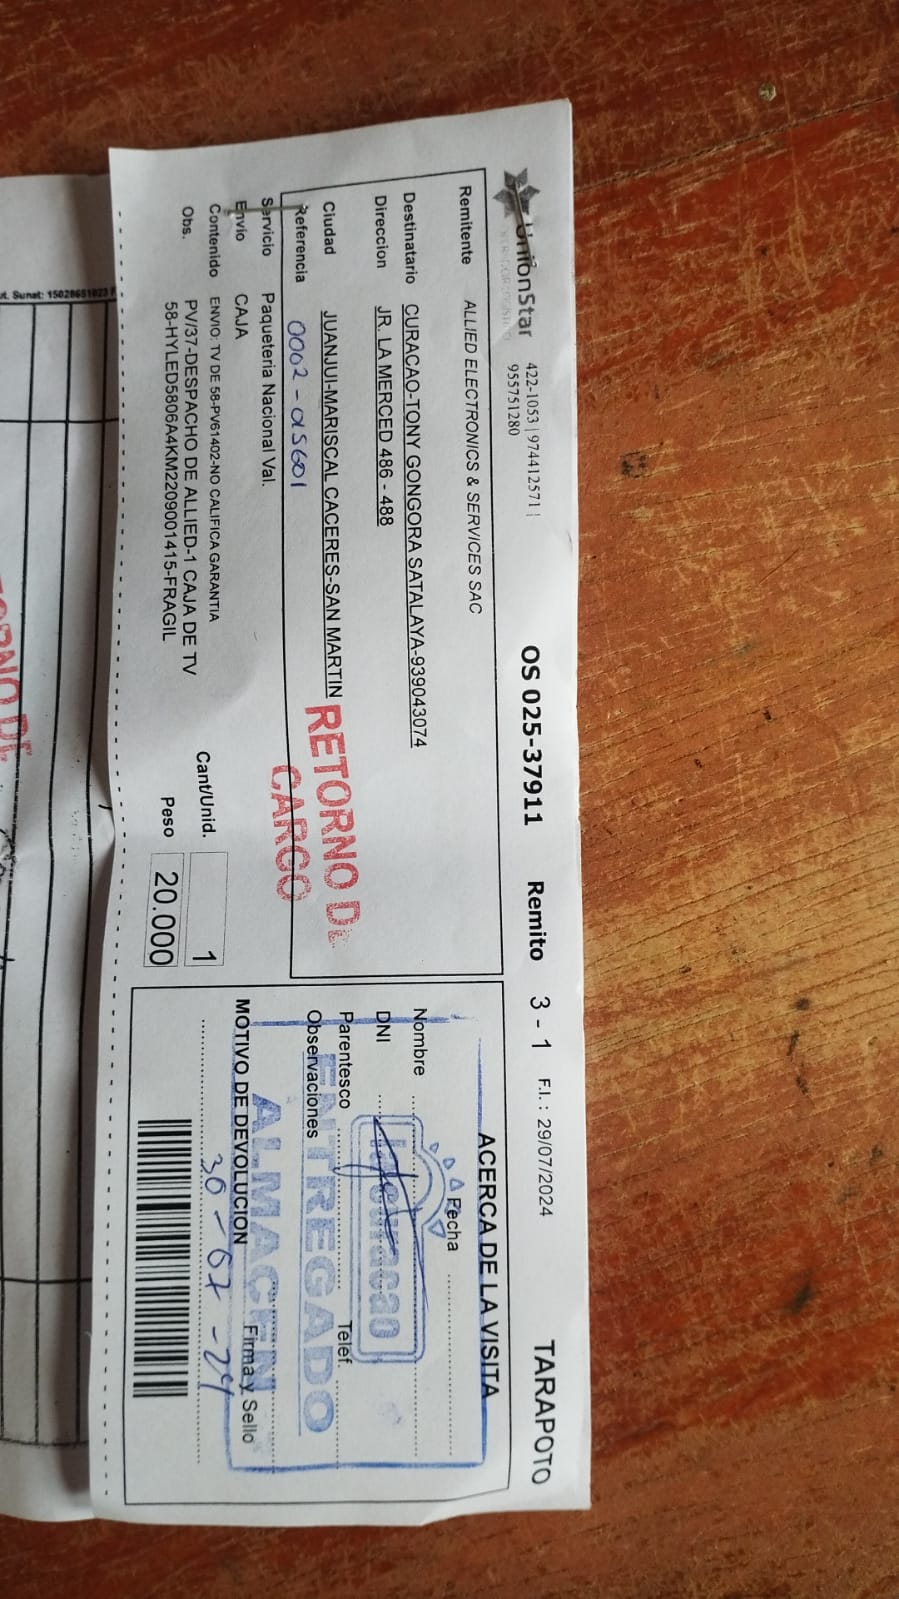 UnionStar
422-1053 | 974412571 |
955751280
OS 025-37911 Remito 3 - 1 F.I. : 29/07/2024 TARAPOTO
Remitente ALLIED ELECTRONICS & SERVICES SAC
Destinatario CURACAO-TONY GONGORA SATALAYA-939043074
Direccion JR. LA MERCED 486 - 488
Ciudad JUANJUI-MARISCAL CACERES-SAN MARTIN
Referencia 0002 - 015601
RETORNO DE
CARGO
Servicio Paqueteria Nacional Val.
Envio CAJA
Contenido ENVIO: TV DE 58-PV61402-NO CALIFICA GARANTIA
Obs. PV/37-DESPACHO DE ALLIED-1 CAJA DE TV
58-HYLED5806A4KM2209001415-FRAGIL
Cant/Unid. 1
Peso 20.000
ACERCA DE LA VISITA
Fecha
Nombre
DNI
lacuracao
Parentesco Telef.
Observaciones
ENTREGADO
ALMACEN
MOTIVO DE DEVOLUCION Firma y Sello
30 - 07 - 24
Sunat: 15028651023